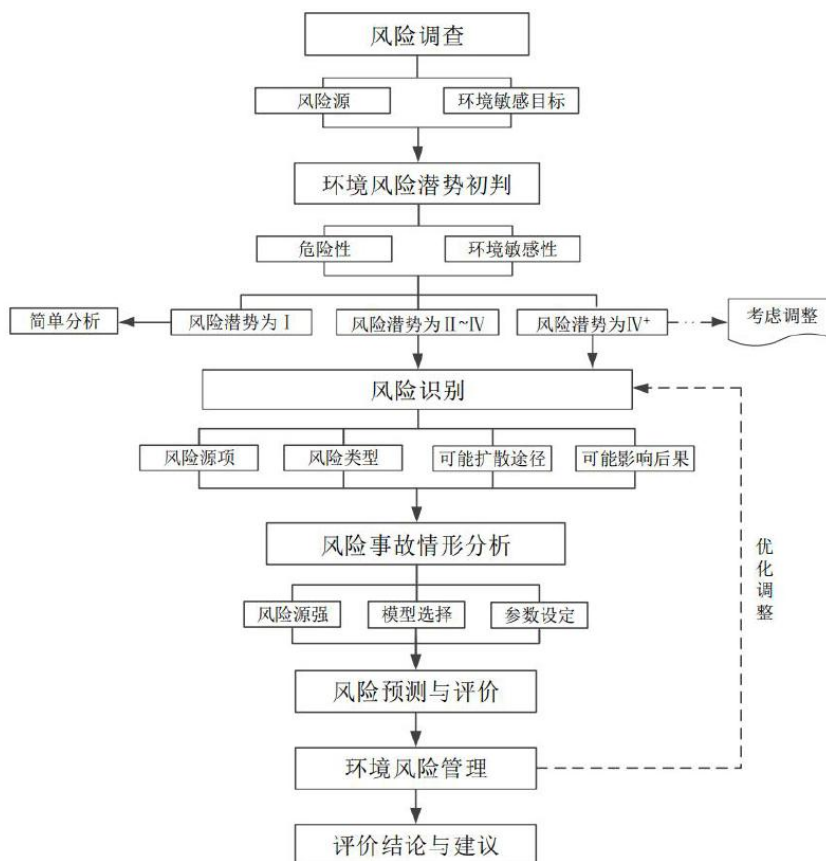 风险调查
风险源
环境敏感目标
环境风险潜势初判
危险性
环境敏感性
简单分析
风险潜势为Ⅰ
风险潜势为Ⅱ~Ⅳ
风险潜势为Ⅳ⁺
考虑调整
风险识别
风险源项
风险类型
可能扩散途径
可能影响后果
风险事故情形分析
风险源强
模型选择
参数设定
优化调整
风险预测与评价
环境风险管理
评价结论与建议